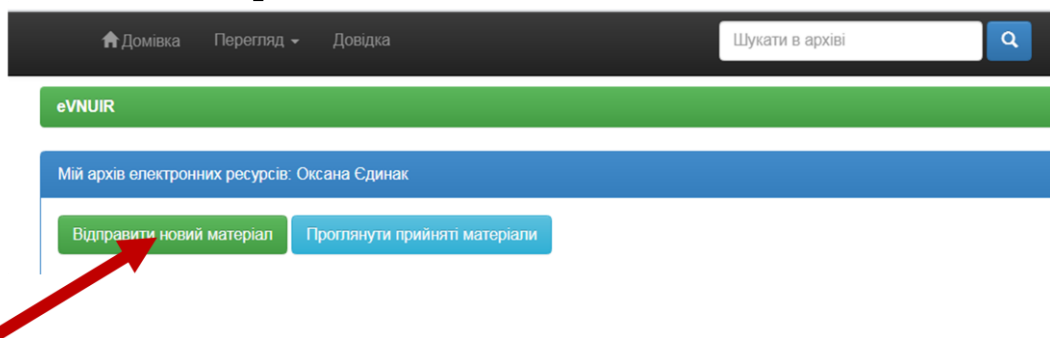 Домівка Перегляд Довідка Шукати в архіві
eVNUIR
Мій архів електронних ресурсів: Оксана Єдинак
Відправити новий матеріал Проглянути прийняті матеріали